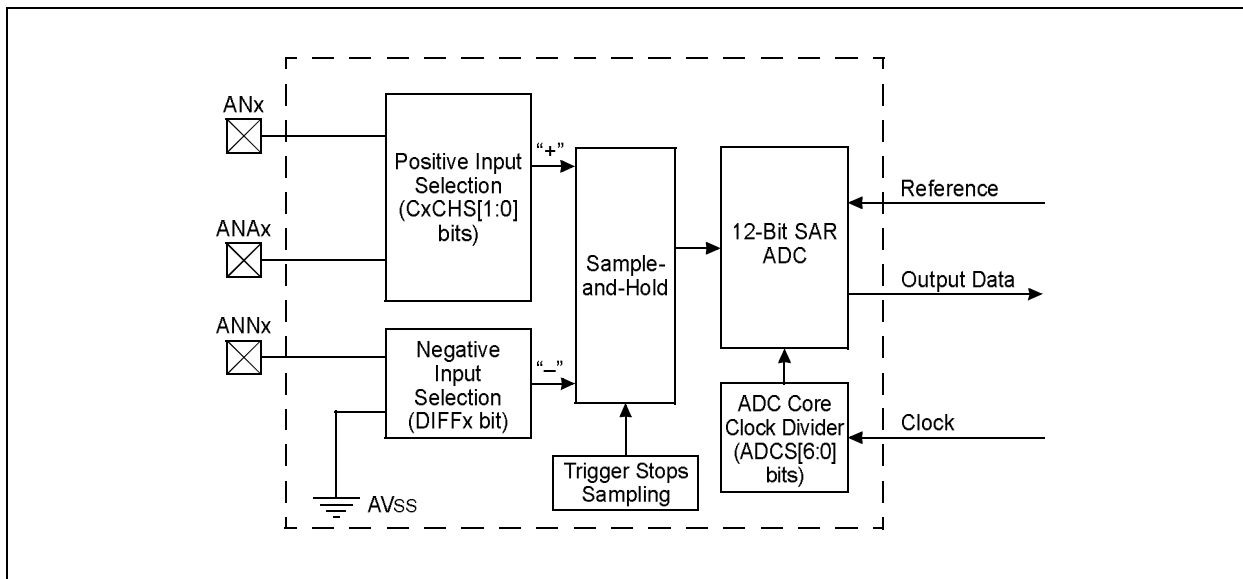 ANx
ANAx
ANNx
Positive Input
Selection
(CxCHS[1:0]
bits)
“+”
Negative
Input
Selection
(DIFFx bit)
“–”
AVSS
Sample-
and-Hold
Trigger Stops
Sampling
12-Bit SAR
ADC
ADC Core
Clock Divider
(ADCS[6:0]
bits)
Reference
Output Data
Clock